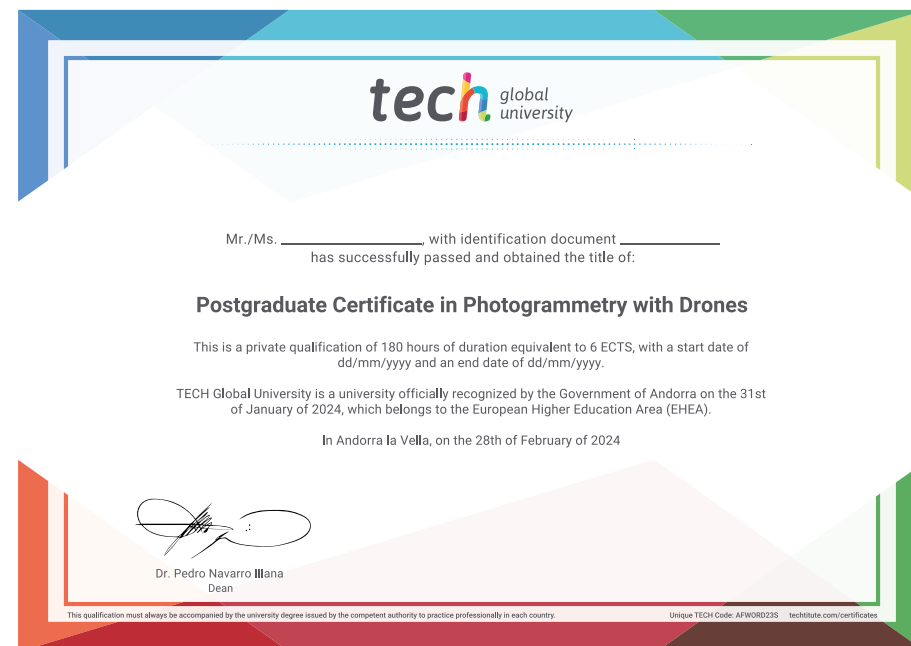 tech global
university
Mr./Ms. ____________, with identification document ____________
has successfully passed and obtained the title of:
Postgraduate Certificate in Photogrammetry with Drones
This is a private qualification of 180 hours of duration equivalent to 6 ECTS, with a start date of
dd/mm/yyyy and an end date of dd/mm/yyyy.
TECH Global University is a university officially recognized by the Government of Andorra on the 31st
of January of 2024, which belongs to the European Higher Education Area (EHEA).
In Andorra la Vella, on the 28th of February of 2024
Dr. Pedro Navarro Illana
Dean
This qualification must always be accompanied by the university degree issued by the competent authority to practice professionally in each country.
Unique TECH Code: AFWORD23S techtitute.com/certificates